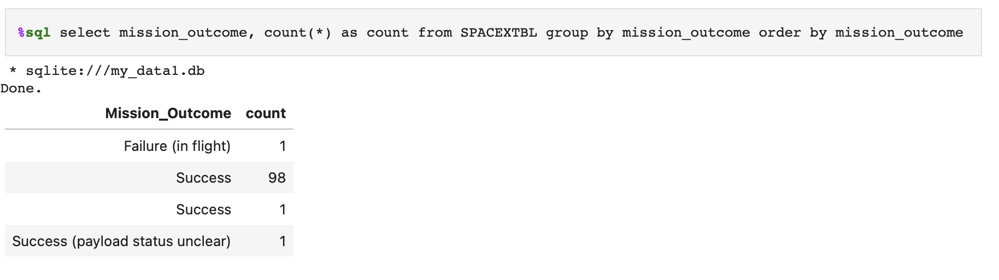 %sql select mission_outcome, count(*) as count from SPACEXTBL group by mission_outcome order by mission_outcome
* sqlite:///my_data1.db
Done.
Mission_Outcome count
Failure (in flight) 1
Success 98
Success 1
Success (payload status unclear) 1